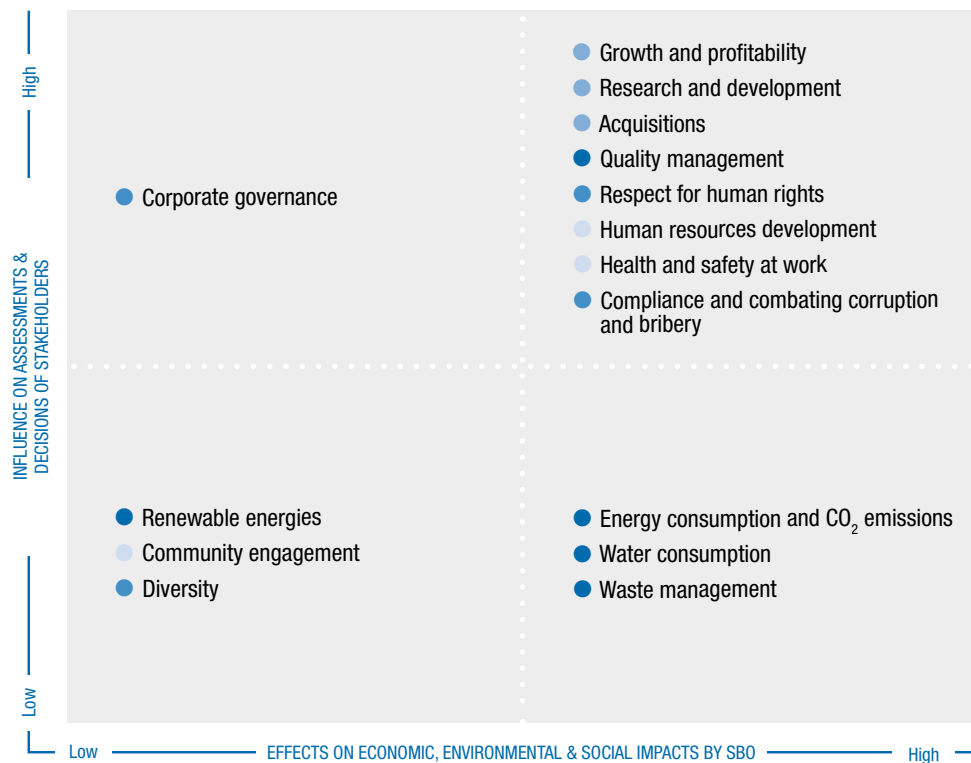 High
INFLUENCE ON ASSESSMENTS &
DECISIONS OF STAKEHOLDERS
Low
Corporate governance
Growth and profitability
Research and development
Acquisitions
Quality management
Respect for human rights
Human resources development
Health and safety at work
Compliance and combating corruption
and bribery
Renewable energies
Community engagement
Diversity
Energy consumption and CO₂ emissions
Water consumption
Waste management
Low
EFFECTS ON ECONOMIC, ENVIRONMENTAL & SOCIAL IMPACTS BY SBO
High